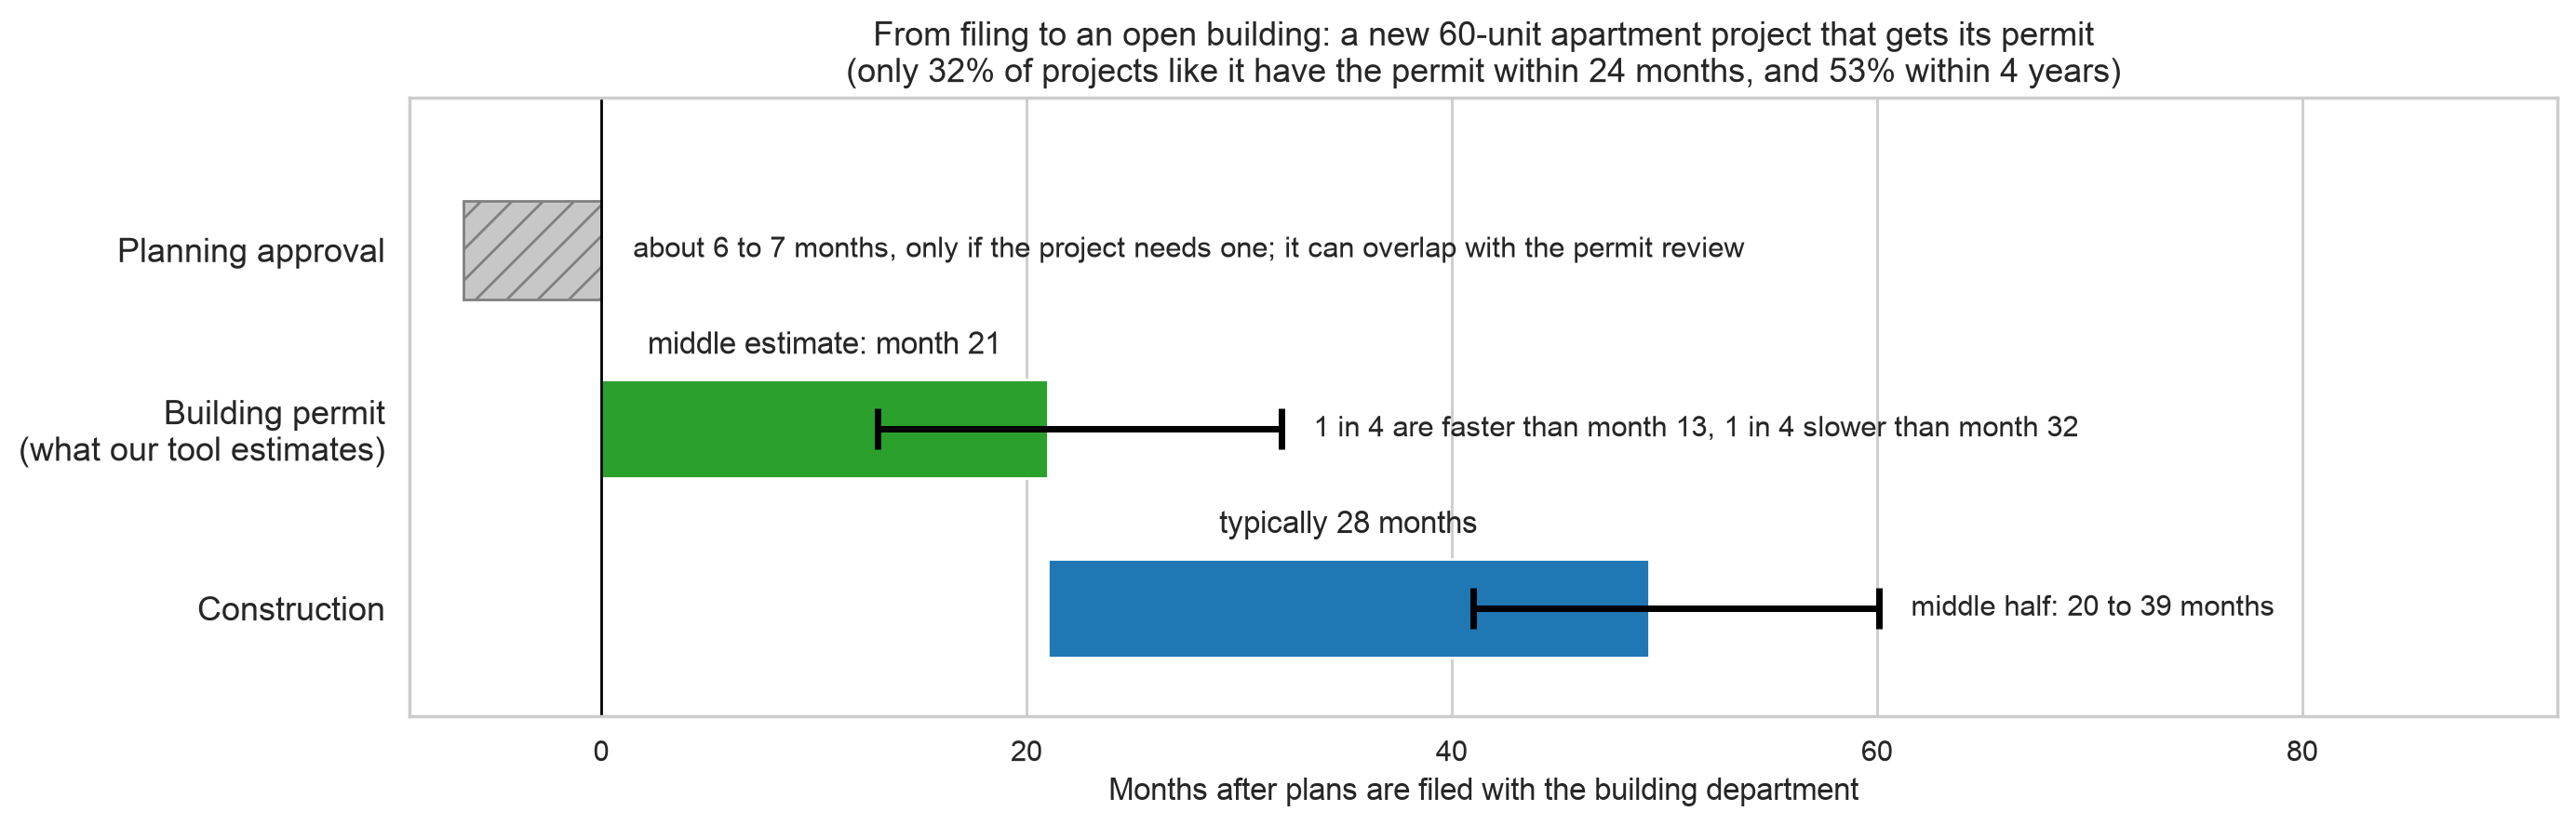 From filing to an open building: a new 60-unit apartment project that gets its permit
(only 32% of projects like it have the permit within 24 months, and 53% within 4 years)
Planning approval
about 6 to 7 months, only if the project needs one; it can overlap with the permit review
middle estimate: month 21
Building permit
(what our tool estimates)
1 in 4 are faster than month 13, 1 in 4 slower than month 32
typically 28 months
Construction
middle half: 20 to 39 months
0 20 40 60 80
Months after plans are filed with the building department